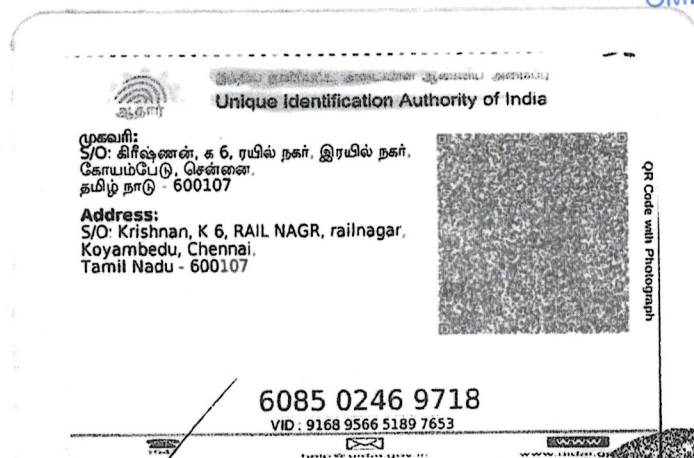 ஆதார்
Unique Identification Authority of India
முகவரி:
S/O: கிரீஷ்ணன், க 6, ரயில் நகர், இரயில் நகர்,
கோயம்பேடு, சென்னை,
தமிழ் நாடு - 600107
Address:
S/O: Krishnan, K 6, RAIL NAGR, railnagar,
Koyambedu, Chennai,
Tamil Nadu - 600107
QR Code with Photograph
6085 0246 9718
VID : 9168 9566 5189 7653